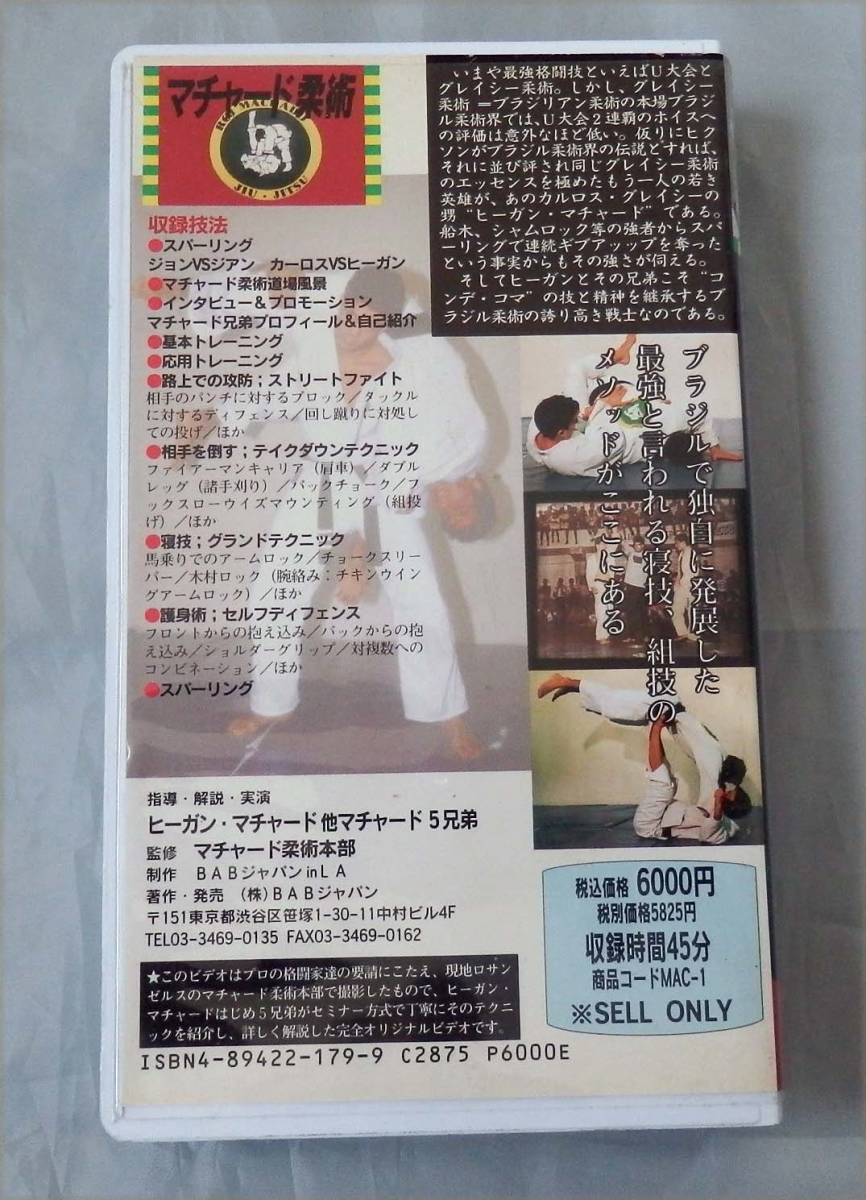 マチャード柔術
JIU・JITSU
収録技法
●スパーリング
ジョンVSジアン カーロスVSヒーガン
●マチャード柔術道場風景
●インタビュー&プロモーション
マチャード兄弟プロフィール&自己紹介
●基本トレーニング
●応用トレーニング
●路上での攻防;ストリートファイト
相手のパンチに対するブロック/タックル
に対するディフェンス/回し蹴りに対処し
ての投げ/ほか
●相手を倒す;テイクダウンテクニック
ファイアーマンキャリア(肩車)/ダブル
レッグ(諸手刈り)/バックチョーク/フ
ックスローウイズマウンティング(組投
げ)/ほか
●寝技;グランドテクニック
馬乗りでのアームロック/チョークスリー
パー/木村ロック(腕絡み:チキンウイン
グアームロック)/ほか
●護身術;セルフディフェンス
フロントからの抱え込み/バックからの抱
え込み/ショルダーグリップ/対複数への
コンビネーション/ほか
●スパーリング
いまや最強格闘技といえばU大会と
グレイシー柔術。しかし、グレイシー
柔術=ブラジリアン柔術の本場ブラジ
ル柔術界では、U大会2連覇のホイスへ
の評価は意外なほど低い。仮りにヒク
ソンがブラジル柔術界の伝説とすれば、
それに並び評され同じグレイシー柔術
のエッセンスを極めたもう一人の若き
英雄が、あのカルロス・グレイシーの
甥“ヒーガン・マチャード”である。
船木、シャムロック等の強者からスパ
ーリングで連続ギブアッップを奪った
という事実からもその強さが伺える。
そしてヒーガンとその兄弟こそ“コ
ンデ・コマ”の技と精神を継承するブ
ラジル柔術の誇り高き戦士なのである。
ブラジルで独自に発展した
最強と言われる寝技、組技の
メソッドがここにある
指導・解説・実演
ヒーガン・マチャード他マチャード5兄弟
監修 マチャード柔術本部
制作 BABジャパンinLA
著作・発売 (株)BABジャパン
〒151東京都渋谷区笹塚1-30-11中村ビル4F
TEL03-3469-0135 FAX03-3469-0162
★このビデオはプロの格闘家達の要請にこたえ、現地ロサン
ゼルスのマチャード柔術本部で撮影したもので、ヒーガン・
マチャードはじめ5兄弟がセミナー方式で丁寧にそのテクニ
ックを紹介し、詳しく解説した完全オリジナルビデオです。
税込価格 6000円
税別価格5825円
収録時間45分
商品コードMAC-1
※SELL ONLY
ISBN4-89422-179-9 C2875 P6000E